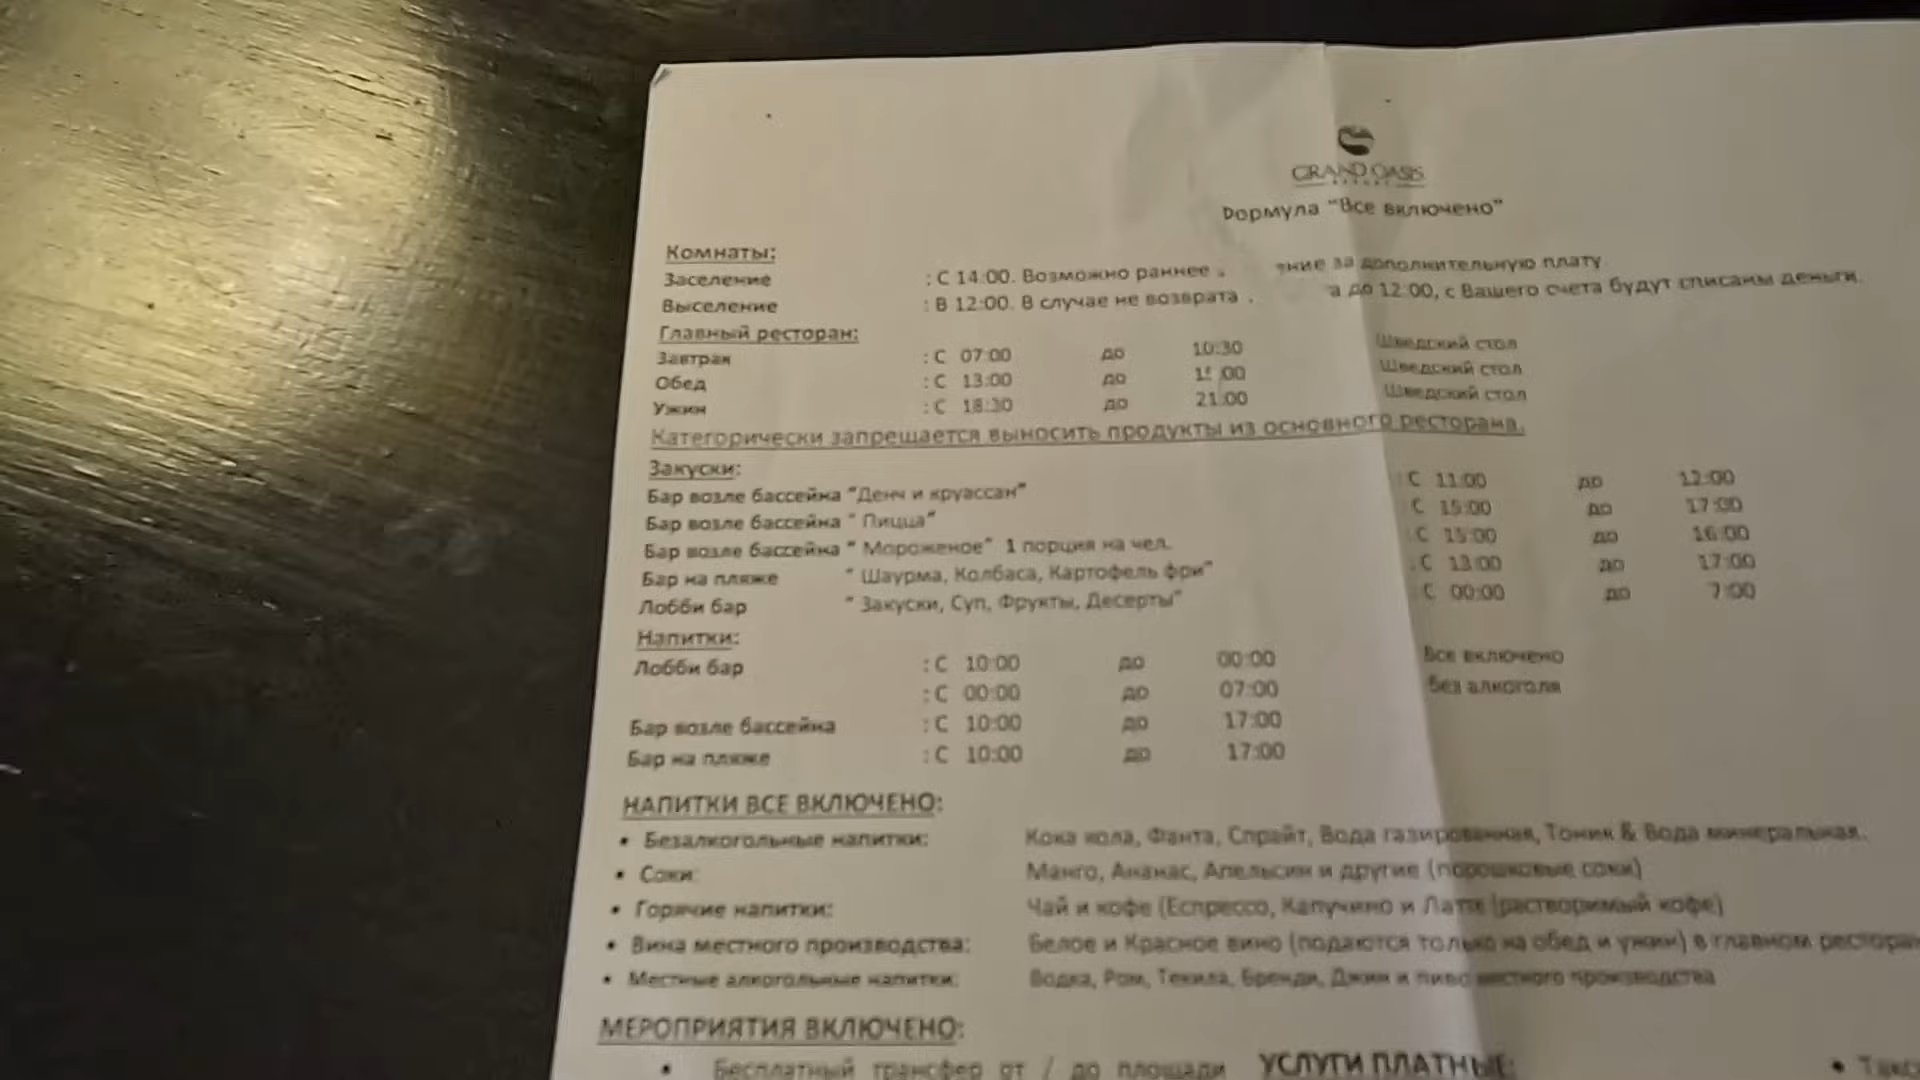 GRAND OASIS
RESORT
Формула "Все включено"
Комнаты:
Заселение : С 14:00. Возможно раннее за дополнительную плату.
Выселение : В 12:00. В случае не возврата до 12:00, с Вашего счета будут списаны деньги.
Главный ресторан:
Завтрак : С 07:00 до 10:30 Шведский стол
Обед : С 13:00 до Шведский стол
Ужин : С 18:30 до 21:00 Шведский стол
Категорически запрещается выносить продукты из основного ресторана.
Закуски:
Бар возле бассейна "Денч и круассан" : С 11:00 до 12:00
Бар возле бассейна " Пицца" : С 15:00 до 17:00
Бар возле бассейна " Мороженое" 1 порция на чел. : С 15:00 до 16:00
Бар на пляже " Шаурма, Колбаса, Картофель фри" : С 13:00 до 17:00
Лобби бар " Закуски, Суп, Фрукты, Десерты" : С 00:00 до 7:00
Напитки:
Лобби бар : С 10:00 до 00:00 Все включено
: С 00:00 до 07:00 без алкоголя
Бар возле бассейна : С 10:00 до 17:00
Бар на пляже : С 10:00 до 17:00
НАПИТКИ ВСЕ ВКЛЮЧЕНО:
• Безалкогольные напитки: Кока кола, Фанта, Спрайт, Вода газированная, Тоник & Вода минеральная.
• Соки: Манго, Ананас, Апельсин и другие (порошковые соки)
• Горячие напитки: Чай и кофе (Еспрессо, Капучино и Латте (растворимый кофе)
• Вина местного производства: Белое и Красное вино (подаются только на обед и ужин) в главном
• Местные алкогольные напитки: Водка, Ром, Текила, Бренди, Джин и пиво местного производства
МЕРОПРИЯТИЯ ВКЛЮЧЕНО:
• Бесплатный трансфер от / до площади УСЛУГИ ПЛАТНЫЕ: